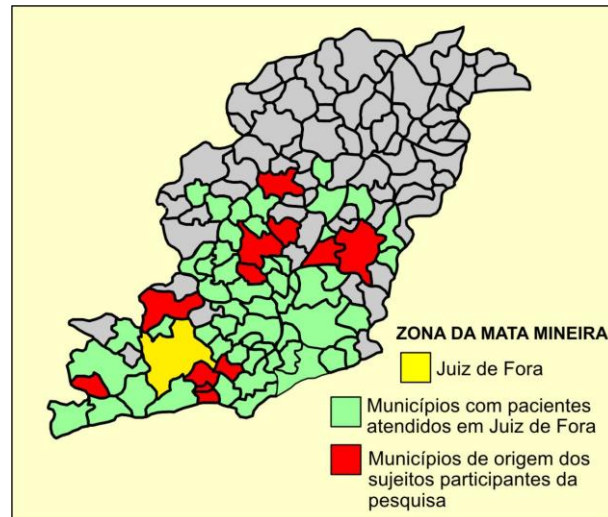 ZONA DA MATA MINEIRA
Juiz de Fora
Municípios com pacientes
atendidos em Juiz de Fora
Municípios de origem dos
sujeitos participantes da
pesquisa